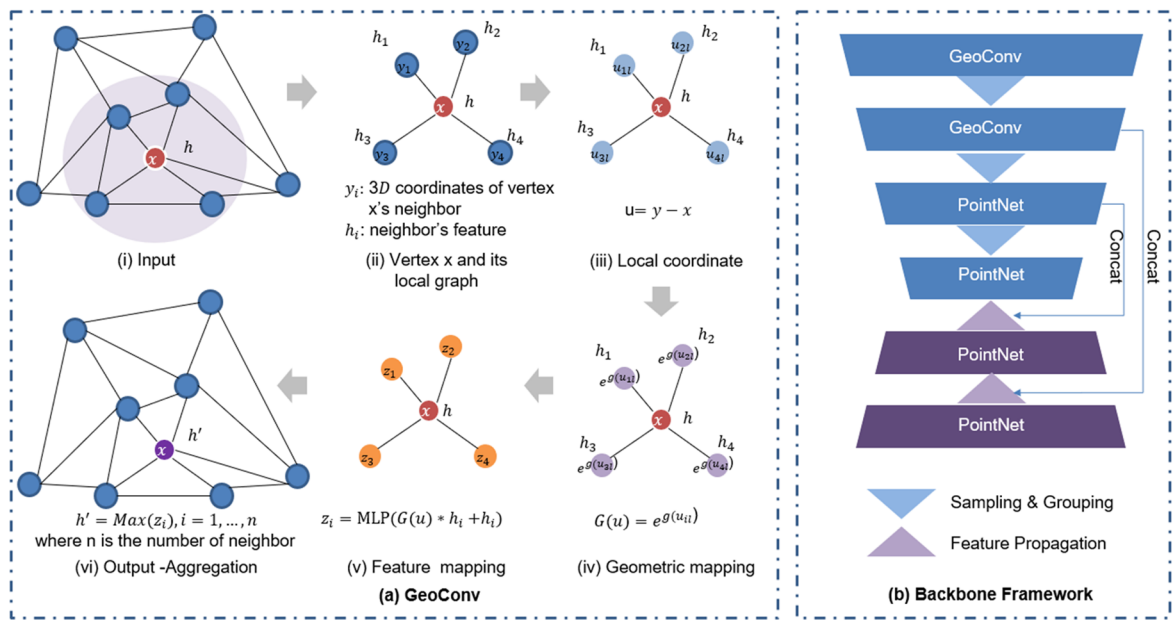 x
h
(i) Input
h₁
h₂
y₁
y₂
x
h
h₃
h₄
y₃
y₄
yᵢ: 3D coordinates of vertex
x's neighbor
hᵢ: neighbor's feature
(ii) Vertex x and its
local graph
h₁
h₂
u₁ₗ
u₂ₗ
x
h
h₃
h₄
u₃ₗ
u₄ₗ
u= y − x
(iii) Local coordinate
h₁
h₂
e^g(u₁ₗ)
e^g(u₂ₗ)
x
h
h₃
h₄
e^g(u₃ₗ)
e^g(u₄ₗ)
G(u) = e^g(uᵢₗ)
(iv) Geometric mapping
z₁
z₂
x
h
z₃
z₄
zᵢ = MLP(G(u) * hᵢ +hᵢ)
(v) Feature mapping
h′
x
h′ = Max(zᵢ), i = 1, …, n
where n is the number of neighbor
(vi) Output -Aggregation
(a) GeoConv
GeoConv
GeoConv
PointNet
PointNet
PointNet
PointNet
Concat
Concat
Sampling & Grouping
Feature Propagation
(b) Backbone Framework